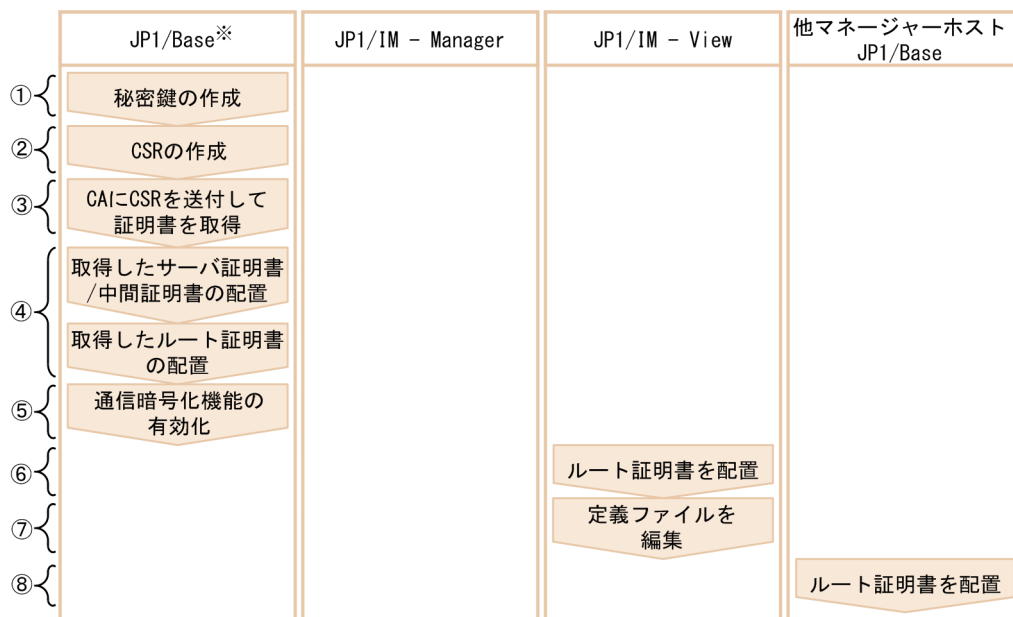 JP1/Base※
JP1/IM - Manager
JP1/IM - View
他マネージャーホスト
JP1/Base
①
秘密鍵の作成
②
CSRの作成
③
CAにCSRを送付して
証明書を取得
④
取得したサーバ証明書
/中間証明書の配置
取得したルート証明書
の配置
⑤
通信暗号化機能の
有効化
⑥
ルート証明書を配置
⑦
定義ファイルを
編集
⑧
ルート証明書を配置